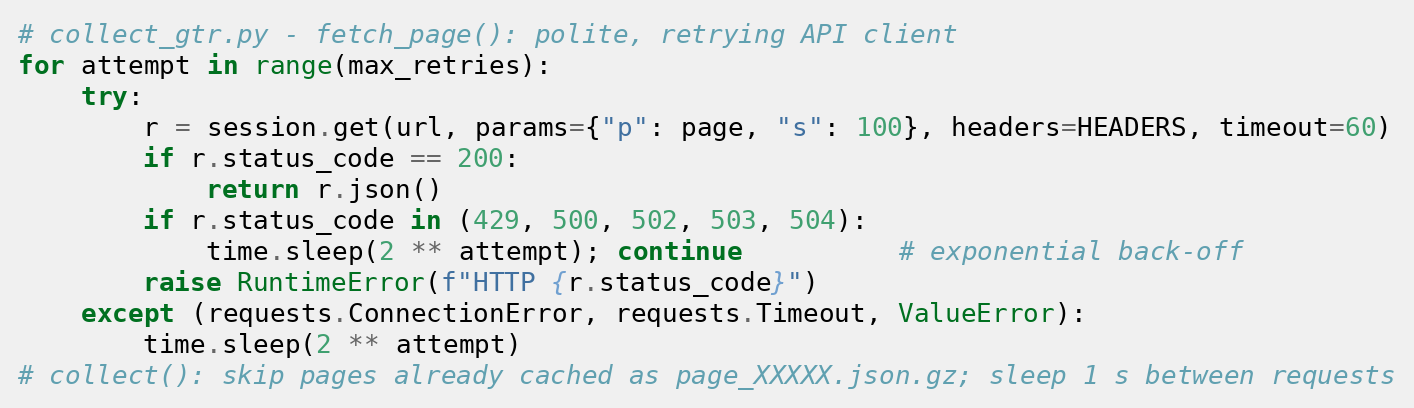 # collect_gtr.py - fetch_page(): polite, retrying API client
for attempt in range(max_retries):
    try:
        r = session.get(url, params={"p": page, "s": 100}, headers=HEADERS, timeout=60)
        if r.status_code == 200:
            return r.json()
        if r.status_code in (429, 500, 502, 503, 504):
            time.sleep(2 ** attempt); continue          # exponential back-off
        raise RuntimeError(f"HTTP {r.status_code}")
    except (requests.ConnectionError, requests.Timeout, ValueError):
        time.sleep(2 ** attempt)
# collect(): skip pages already cached as page_XXXXX.json.gz; sleep 1 s between requests